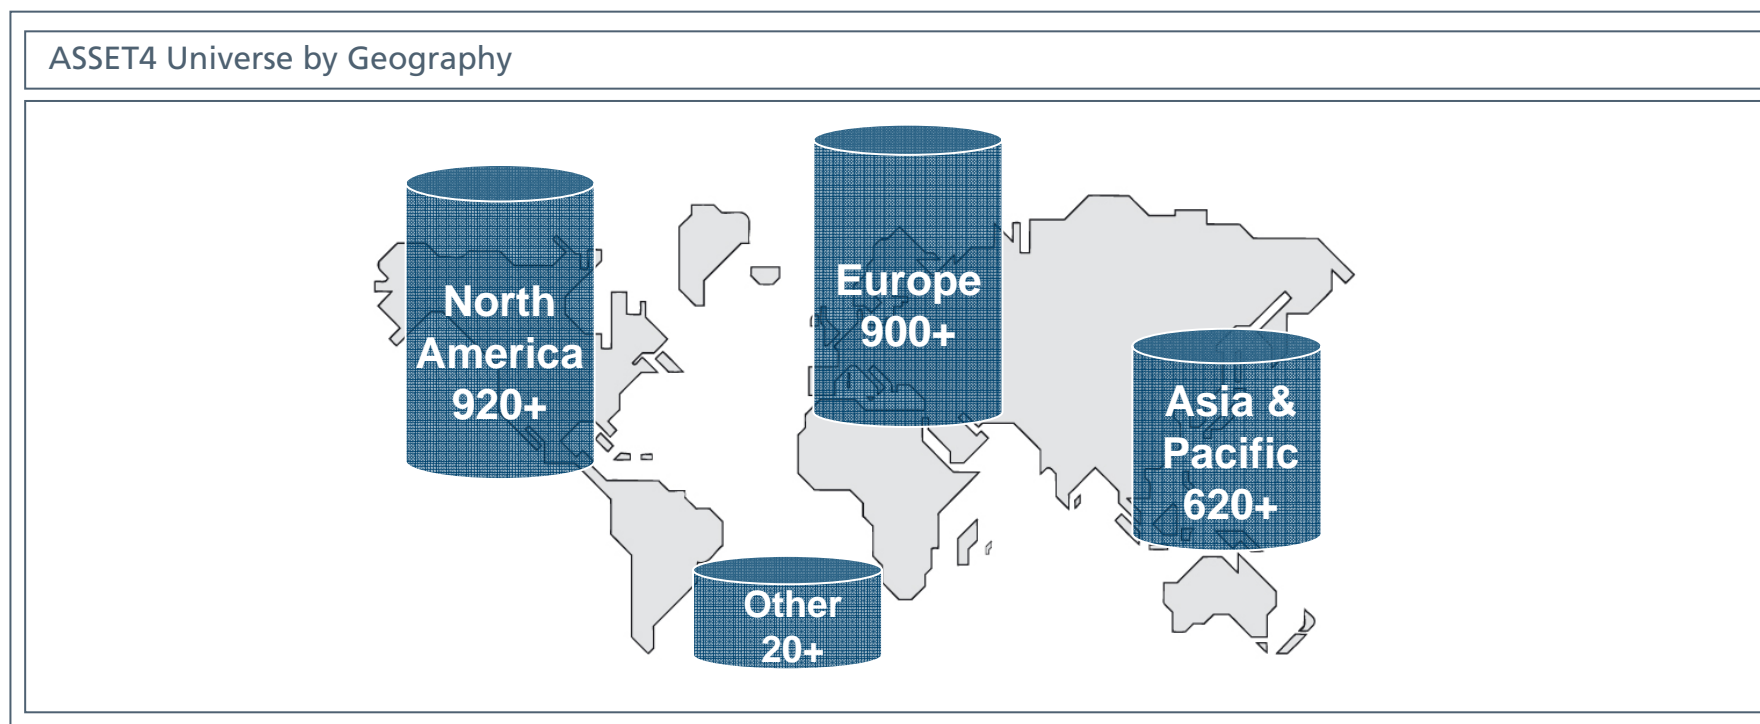 ASSET4 Universe by Geography
North
America
920+
Europe
900+
Asia &
Pacific
620+
Other
20+